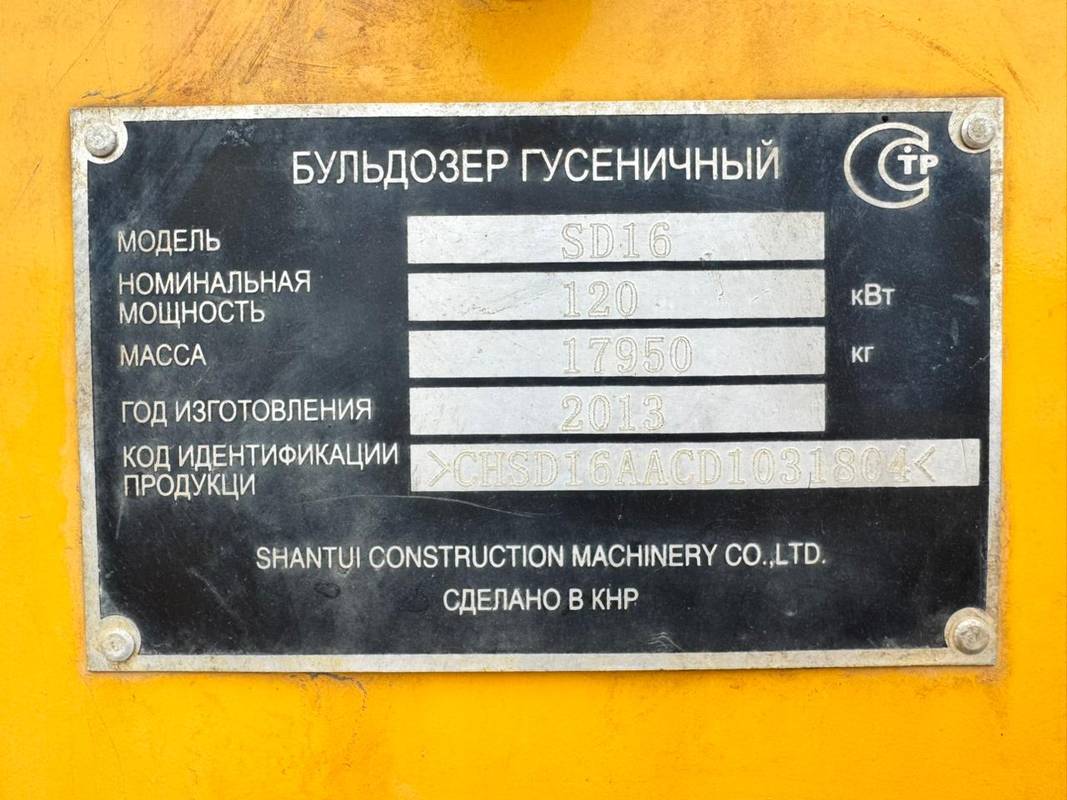 БУЛЬДОЗЕР ГУСЕНИЧНЫЙ
СТР
МОДЕЛЬ SD16
НОМИНАЛЬНАЯ
МОЩНОСТЬ 120 кВт
МАССА 17950 кг
ГОД ИЗГОТОВЛЕНИЯ 2013
КОД ИДЕНТИФИКАЦИИ
ПРОДУКЦИ >CHSD16AACD1031804<
SHANTUI CONSTRUCTION MACHINERY CO.,LTD.
СДЕЛАНО В КНР